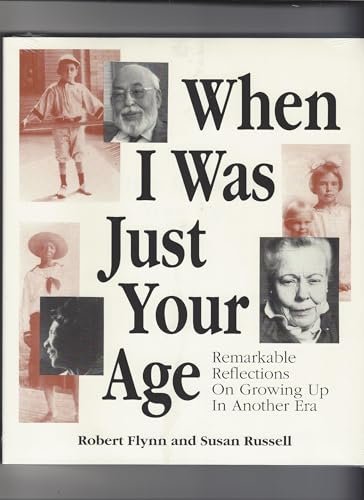 When
I Was
Just
Your
Age
Remarkable
Reflections
On Growing Up
In Another Era
Robert Flynn and Susan Russell